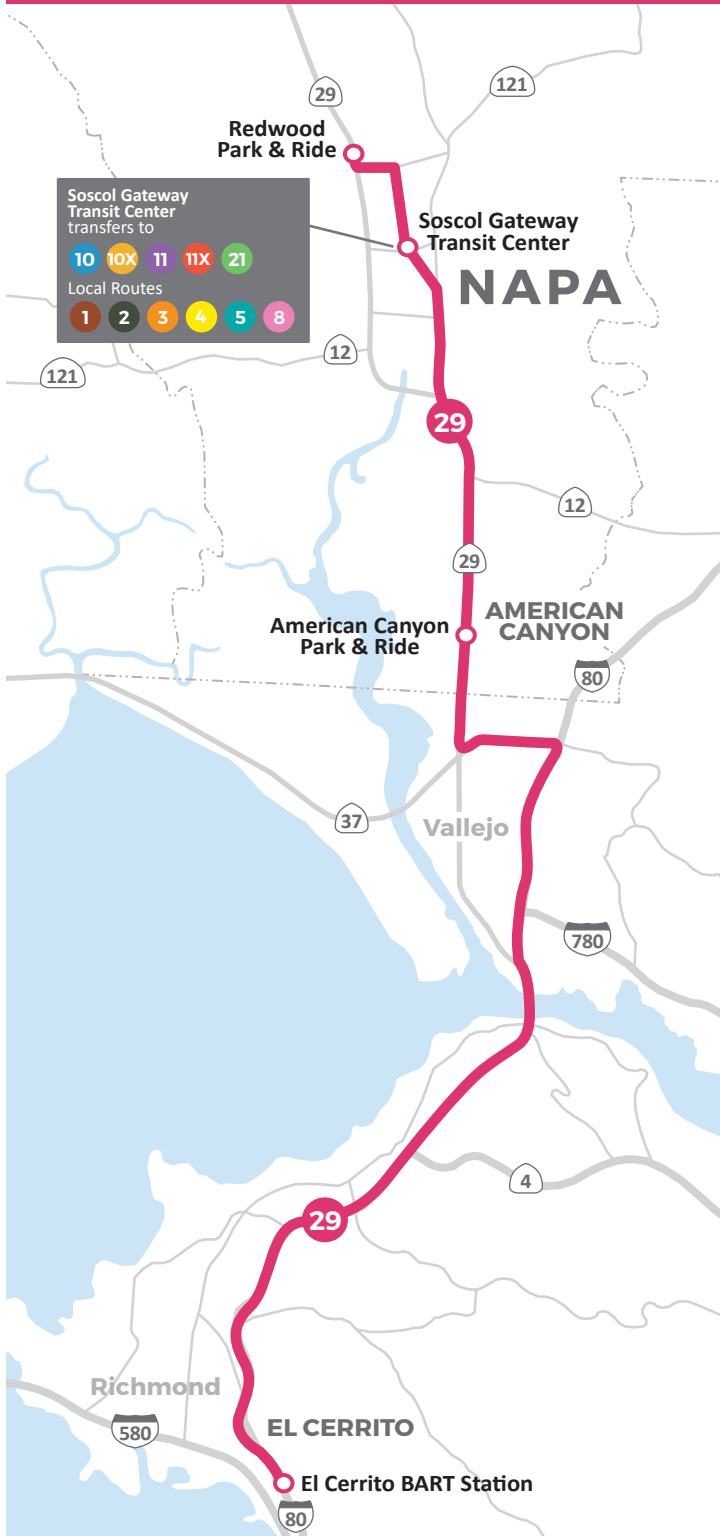 29
121
Redwood
Park & Ride
Soscol Gateway
Transit Center
transfers to
10 10X 11 11X 21
Local Routes
1 2 3 4 5 8
Soscol Gateway
Transit Center
NAPA
12
121
29
12
29
AMERICAN
CANYON
American Canyon
Park & Ride
80
37
Vallejo
780
4
29
Richmond
580
EL CERRITO
El Cerrito BART Station
80